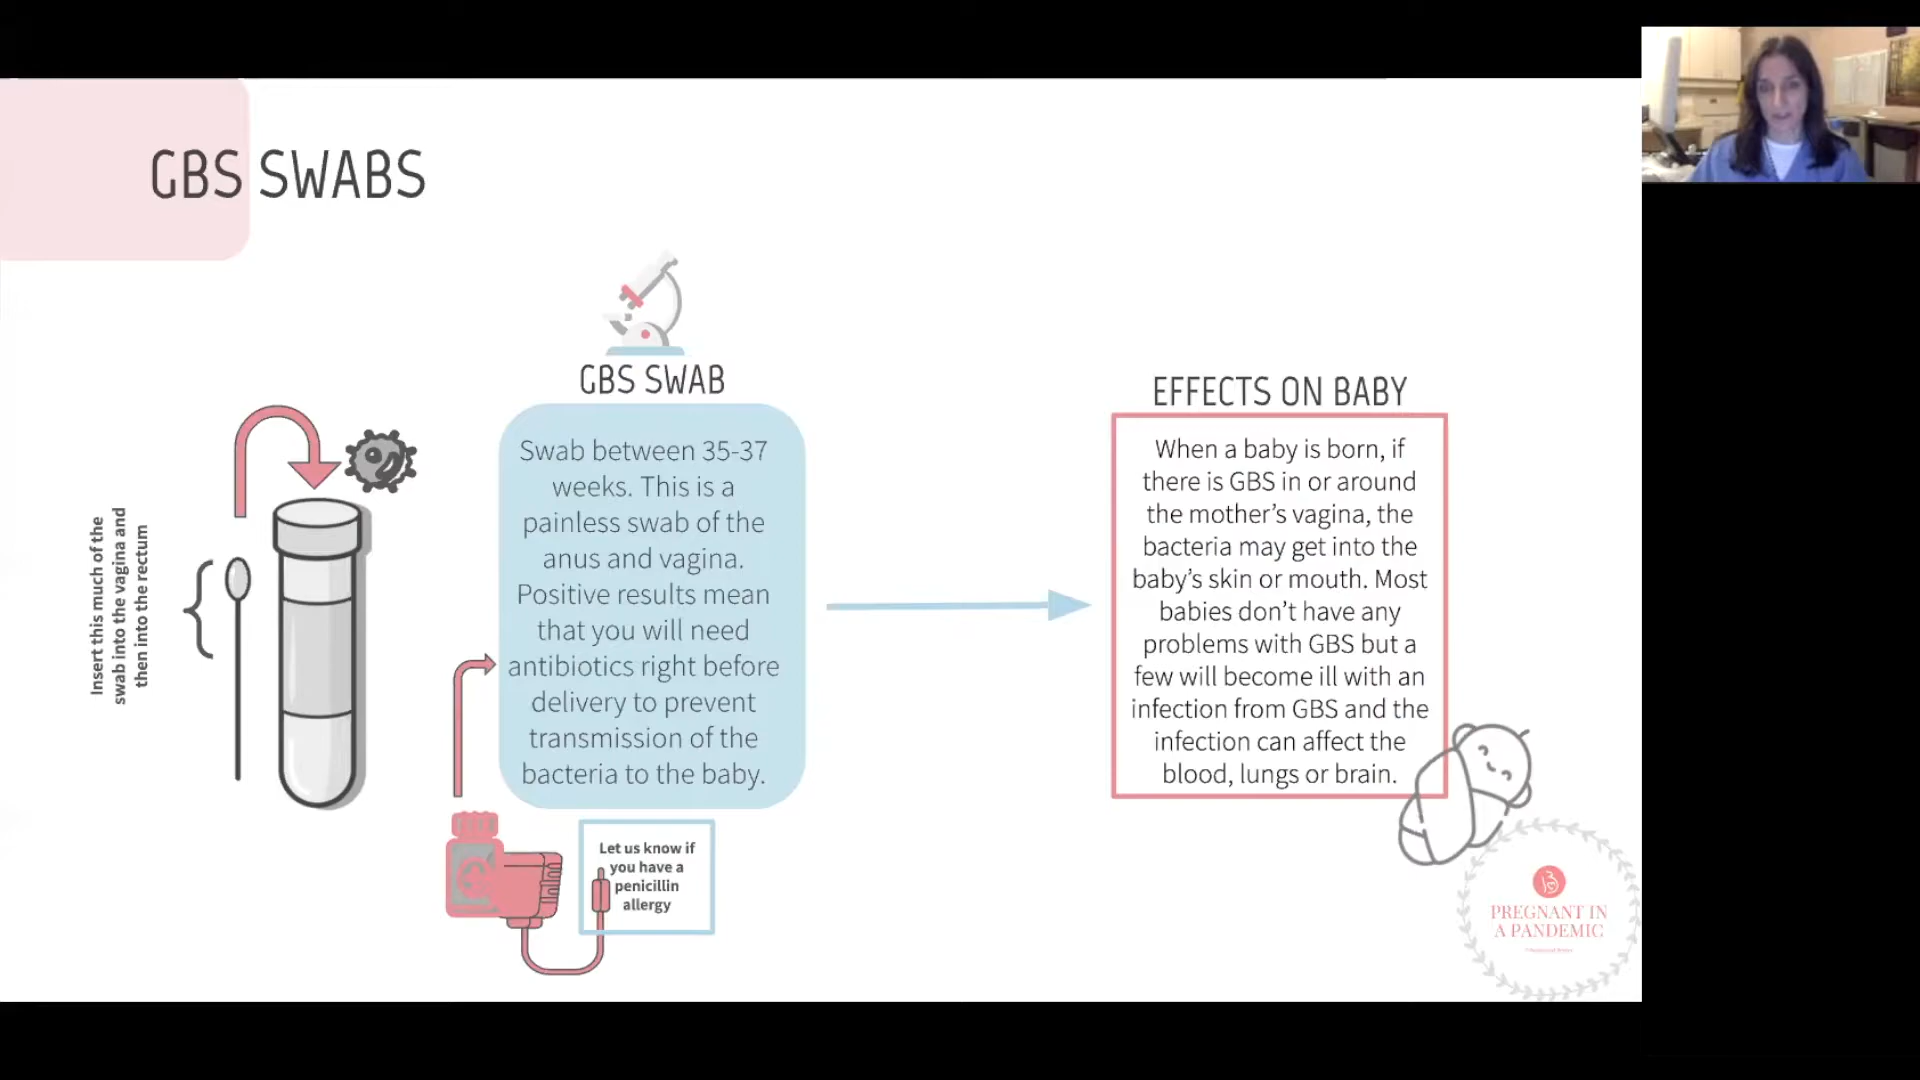 GBS SWABS
Insert this much of the
swab into the vagina and
then into the rectum
GBS SWAB
Swab between 35-37
weeks. This is a
painless swab of the
anus and vagina.
Positive results mean
that you will need
antibiotics right before
delivery to prevent
transmission of the
bacteria to the baby.
Let us know if
you have a
penicillin
allergy
EFFECTS ON BABY
When a baby is born, if
there is GBS in or around
the mother’s vagina, the
bacteria may get into the
baby’s skin or mouth. Most
babies don’t have any
problems with GBS but a
few will become ill with an
infection from GBS and the
infection can affect the
blood, lungs or brain.
PREGNANT IN
A PANDEMIC